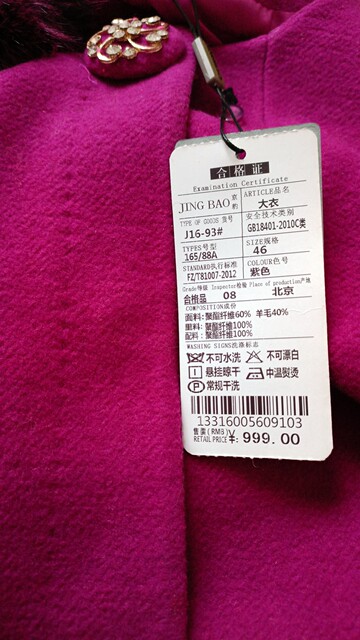 合格证
Examination Certificate
JING BAO 京豹
ARTICLE品名
大衣
TYPE OF GOODS 货号
J16-93#
安全技术类别
GB18401-2010C类
TYPES号型
165/88A
SIZE规格
46
STANDARD执行标准
FZ/T81007-2012
COLOUR色号
紫色
Grade等级 Inspector检验 Place of production产地
合格品 08 北京
COMPOSITION成份
面料:聚酯纤维60% 羊毛40%
里料:聚酯纤维100%
配料:聚酯纤维100%
WASHING SIGNS洗涤标志
不可水洗 不可漂白
悬挂晾干 中温熨烫
P 常规干洗
13316005609103
售价(RMB)
RETAIL PRICE ¥: 999.00